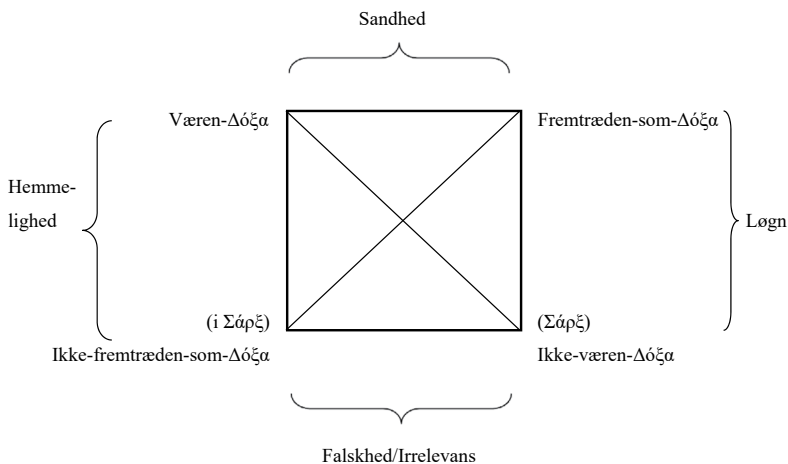 Sandhed
Væren-Δόξα
Fremtræden-som-Δόξα
Hemme-
lighed
Løgn
(i Σάρξ)
(Σάρξ)
Ikke-fremtræden-som-Δόξα
Ikke-væren-Δόξα
Falskhed/Irrelevans